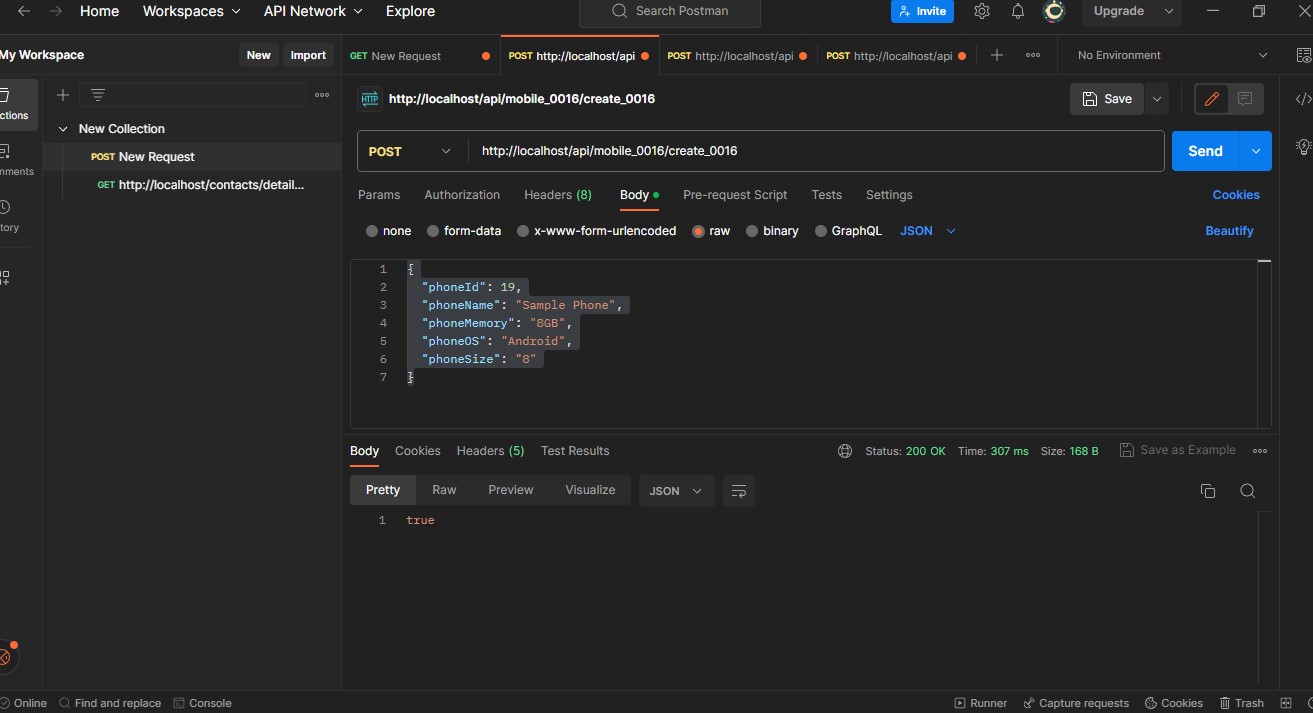 Home Workspaces API Network Explore Search Postman Invite Upgrade
My Workspace New Import GET New Request POST http://localhost/api POST http://localhost/api POST http://localhost/api No Environment
HTTP http://localhost/api/mobile_0016/create_0016 Save
ctions
New Collection
POST New Request
GET http://localhost/contacts/detail...
nments
tory
POST http://localhost/api/mobile_0016/create_0016 Send
Params Authorization Headers (8) Body Pre-request Script Tests Settings Cookies
none form-data x-www-form-urlencoded raw binary GraphQL JSON Beautify
1 {
2 "phoneId": 19,
3 "phoneName": "Sample Phone",
4 "phoneMemory": "8GB",
5 "phoneOS": "Android",
6 "phoneSize": "8"
7 }
Body Cookies Headers (5) Test Results Status: 200 OK Time: 307 ms Size: 168 B Save as Example
Pretty Raw Preview Visualize JSON
1 true
Online Find and replace Console Runner Capture requests Cookies Trash